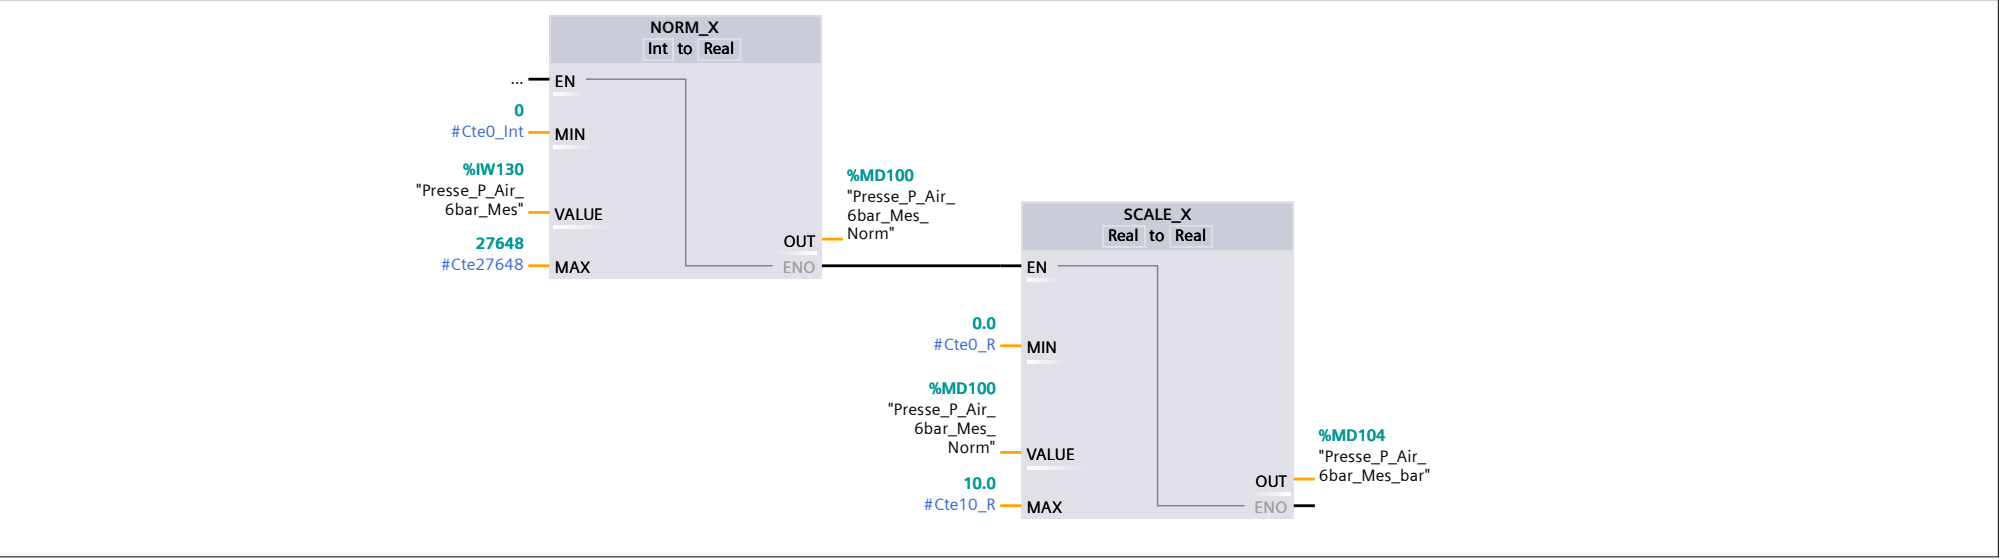 NORM_X
Int to Real
... EN
0
#Cte0_Int MIN
%IW130
"Presse_P_Air_
6bar_Mes" VALUE
27648
#Cte27648 MAX
%MD100
"Presse_P_Air_
6bar_Mes_
Norm"
OUT
ENO
SCALE_X
Real to Real
EN
0.0
#Cte0_R MIN
%MD100
"Presse_P_Air_
6bar_Mes_
Norm" VALUE
10.0
#Cte10_R MAX
%MD104
"Presse_P_Air_
6bar_Mes_bar"
OUT
ENO